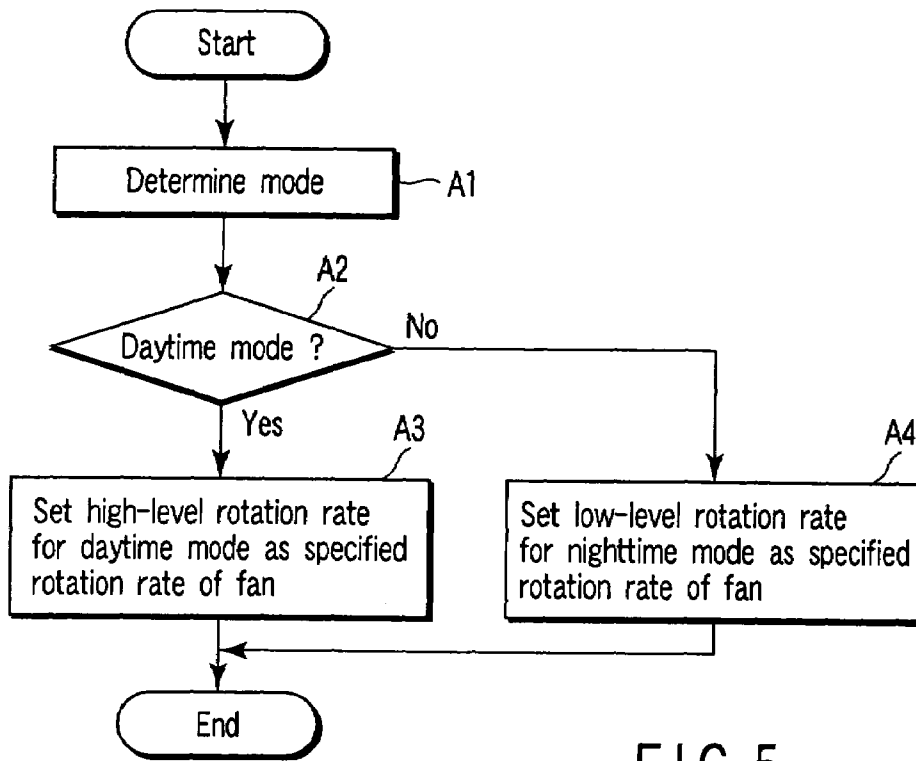 Start
Determine mode
A1
A2
Daytime mode ?
No
Yes
A3
Set high-level rotation rate
for daytime mode as specified
rotation rate of fan
A4
Set low-level rotation rate
for nighttime mode as specified
rotation rate of fan
End
FIG. 5